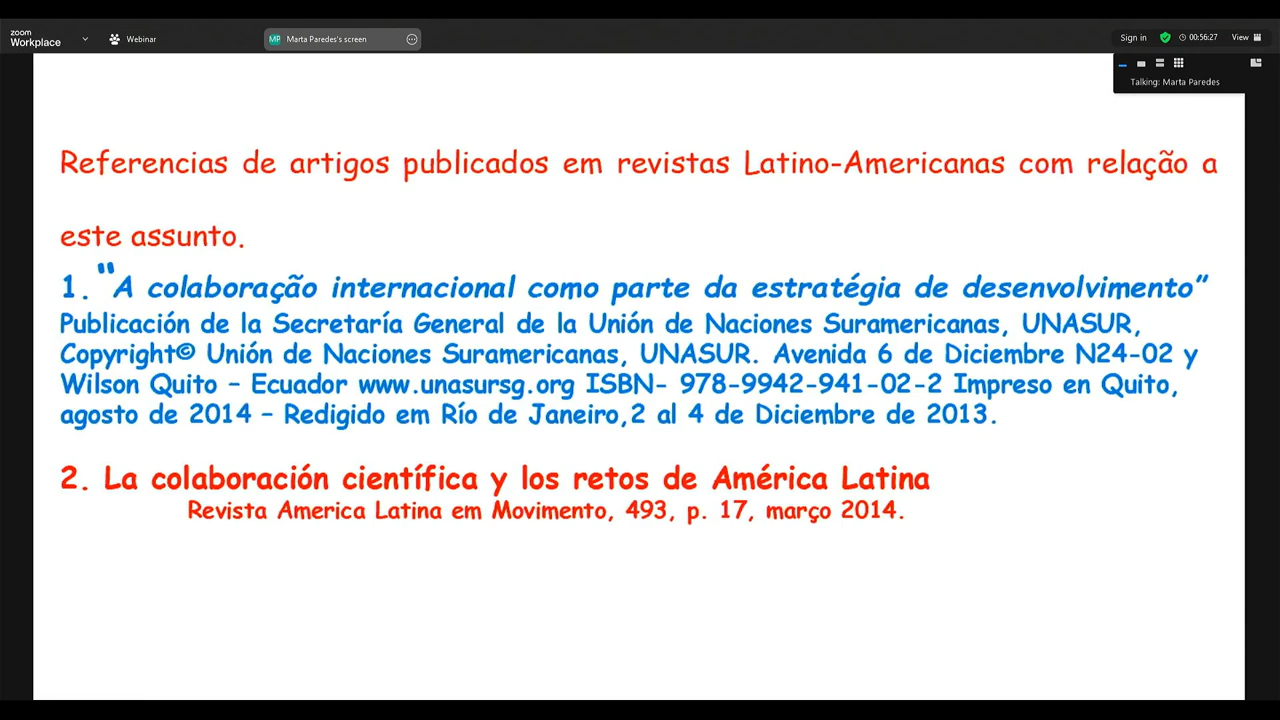 zoom
Workplace
Webinar
MP Marta Paredes's screen
Sign in 00:56:27 View
Talking: Marta Paredes
Referencias de artigos publicados em revistas Latino-Americanas com relação a
este assunto.
1. "A colaboração internacional como parte da estratégia de desenvolvimento”
Publicación de la Secretaría General de la Unión de Naciones Suramericanas, UNASUR,
Copyright© Unión de Naciones Suramericanas, UNASUR. Avenida 6 de Diciembre N24-02 y
Wilson Quito – Ecuador www.unasursg.org ISBN- 978-9942-941-02-2 Impreso en Quito,
agosto de 2014 – Redigido em Río de Janeiro,2 al 4 de Diciembre de 2013.
2. La colaboración científica y los retos de América Latina
Revista America Latina em Movimento, 493, p. 17, março 2014.